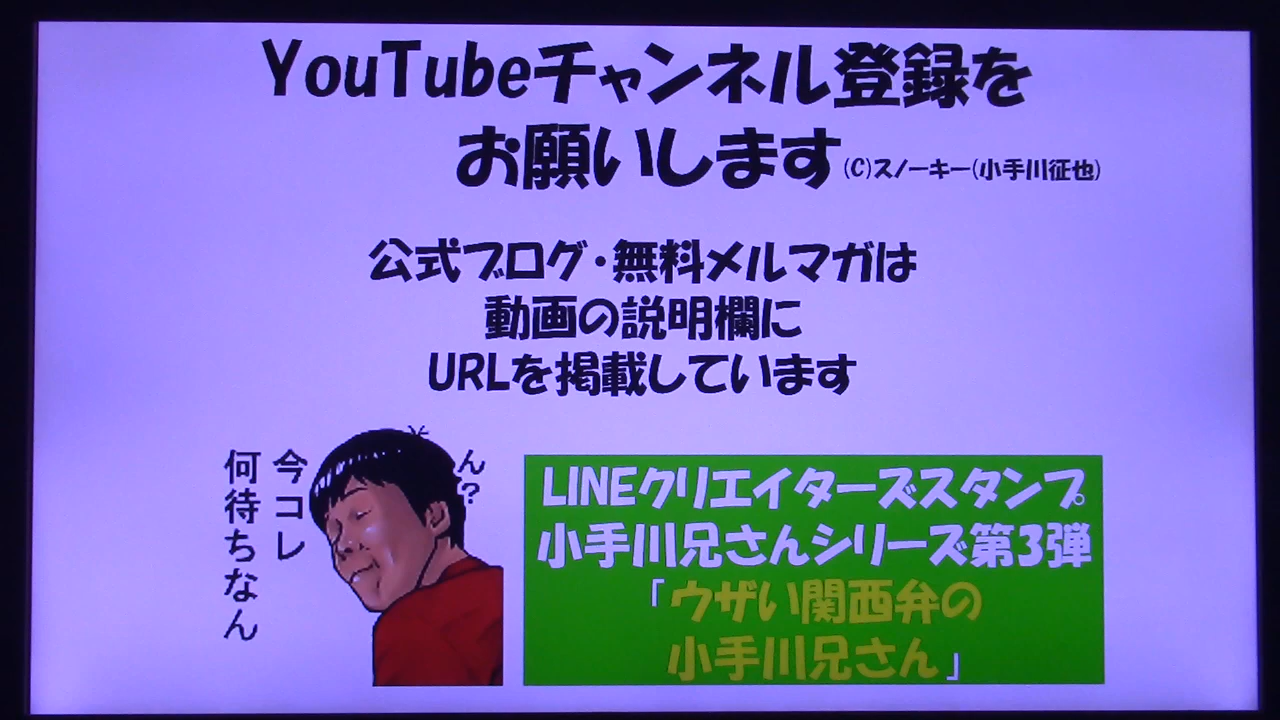 YouTubeチャンネル登録を
お願いします (C)スノーキー(小手川征也)
公式ブログ・無料メルマガは
動画の説明欄に
URLを掲載しています
ん?
今コレ
何待ちなん
LINEクリエイターズスタンプ
小手川兄さんシリーズ第3弾
「ウザい関西弁の
小手川兄さん」